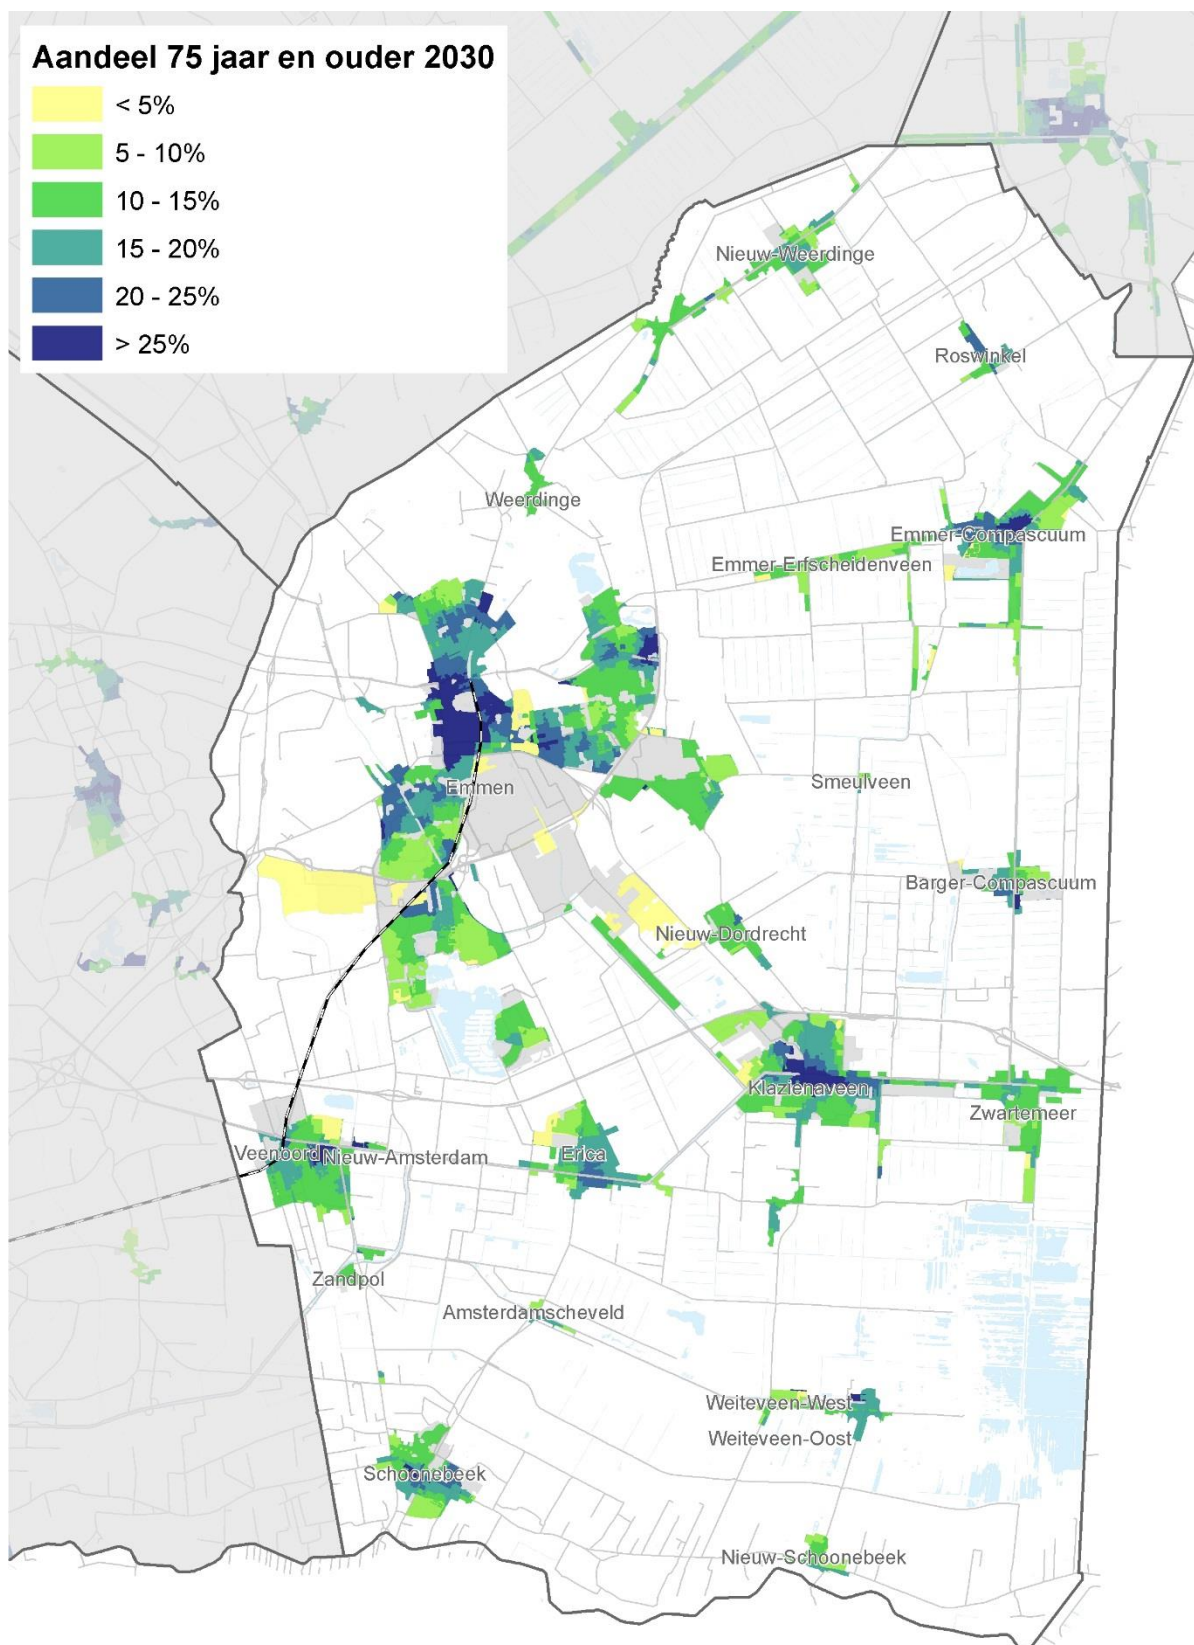 Aandeel 75 jaar en ouder 2030
< 5%
5 - 10%
10 - 15%
15 - 20%
20 - 25%
> 25%
Nieuw-Weerdinge
Roswinkel
Weerdinge
Emmer-Compascuum
Emmer-Erfscheidenveen
Smeulveen
Emmen
Barger-Compascuum
Nieuw-Dordrecht
Klazienaveen
Zwartemeer
Veenoord
Nieuw-Amsterdam
Erica
Zandpol
Amsterdamscheveld
Weiteveen-West
Weiteveen-Oost
Schoonebeek
Nieuw-Schoonebeek